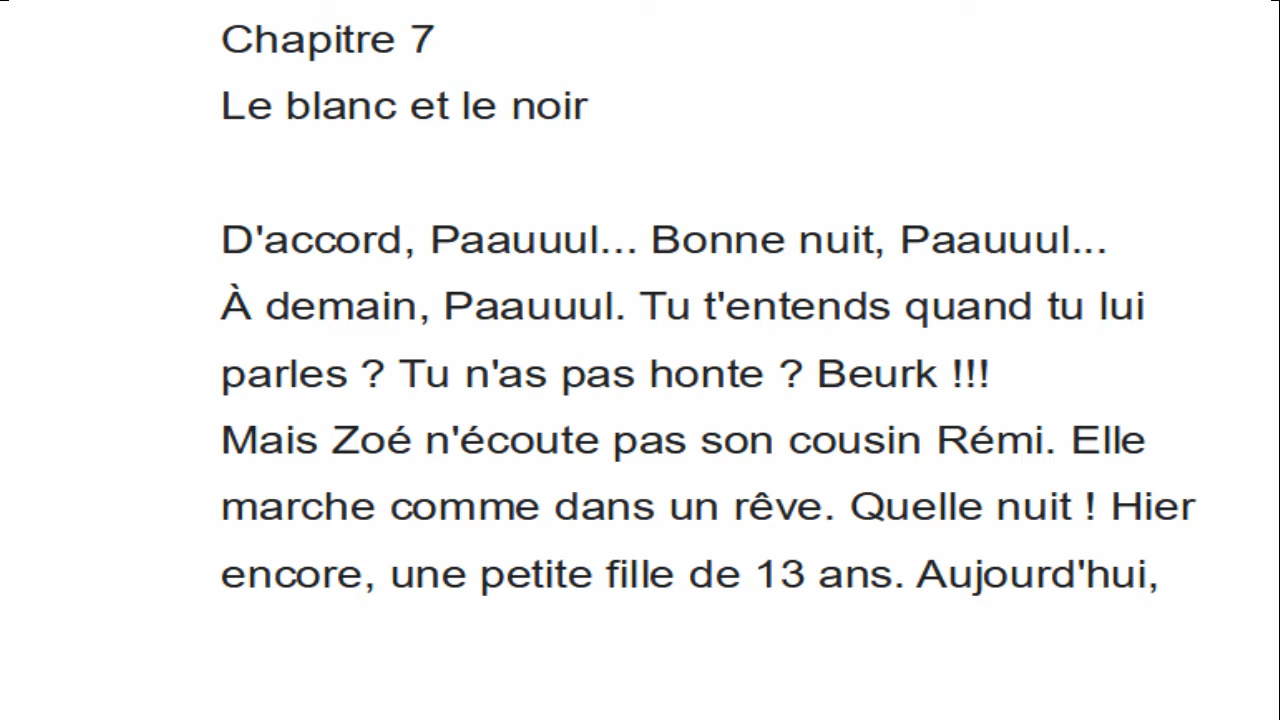 Chapitre 7
Le blanc et le noir
D'accord, Paauuul... Bonne nuit, Paauuul...
À demain, Paauuul. Tu t'entends quand tu lui
parles ? Tu n'as pas honte ? Beurk !!!
Mais Zoé n'écoute pas son cousin Rémi. Elle
marche comme dans un rêve. Quelle nuit ! Hier
encore, une petite fille de 13 ans. Aujourd'hui,